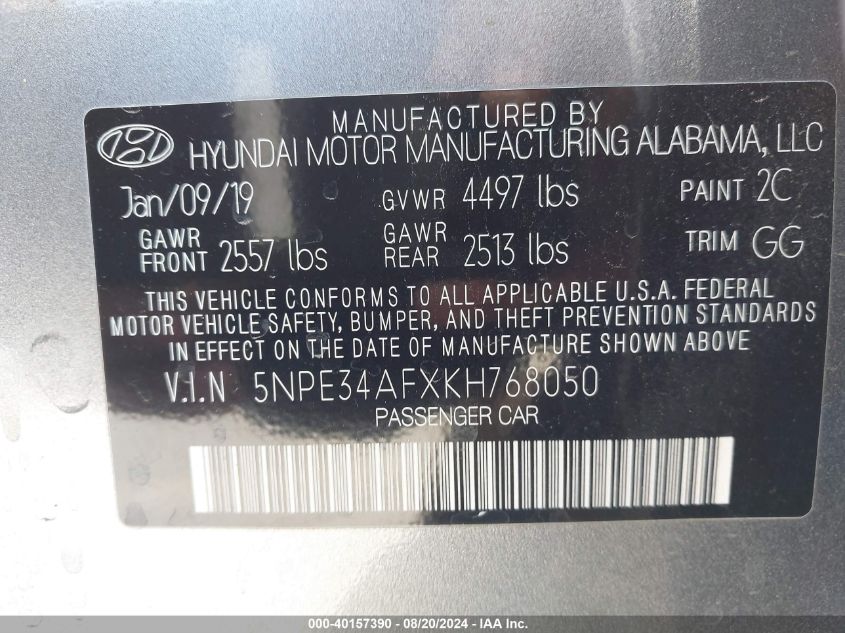 MANUFACTURED BY
HYUNDAI MOTOR MANUFACTURING ALABAMA, LLC
Jan/09/19 GVWR 4497 lbs PAINT 2C
GAWR FRONT 2557 lbs GAWR REAR 2513 lbs TRIM GG
THIS VEHICLE CONFORMS TO ALL APPLICABLE U.S.A. FEDERAL
MOTOR VEHICLE SAFETY, BUMPER, AND THEFT PREVENTION STANDARDS
IN EFFECT ON THE DATE OF MANUFACTURE SHOWN ABOVE
V.I.N 5NPE34AFXKH768050
PASSENGER CAR
000-40157390 - 08/20/2024 - IAA Inc.